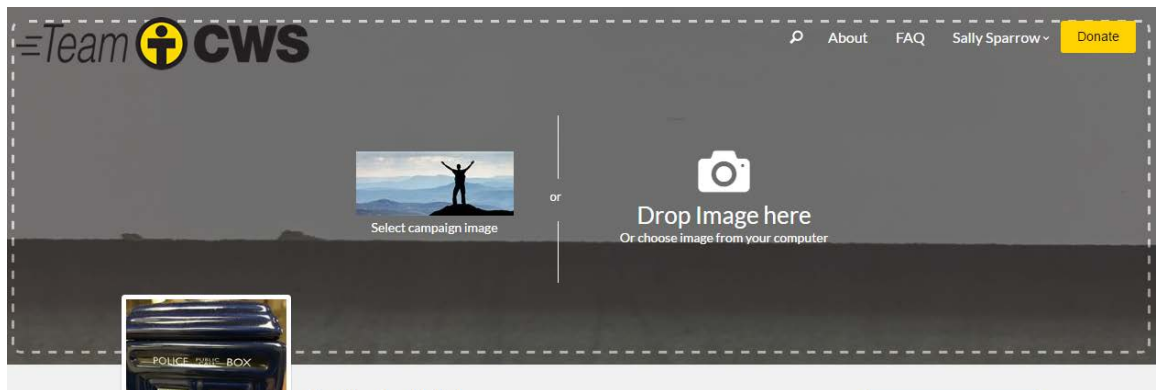 Team CWS
About FAQ Sally Sparrow Donate
Select campaign image
or
Drop Image here
Or choose image from your computer
POLICE PUBLIC BOX